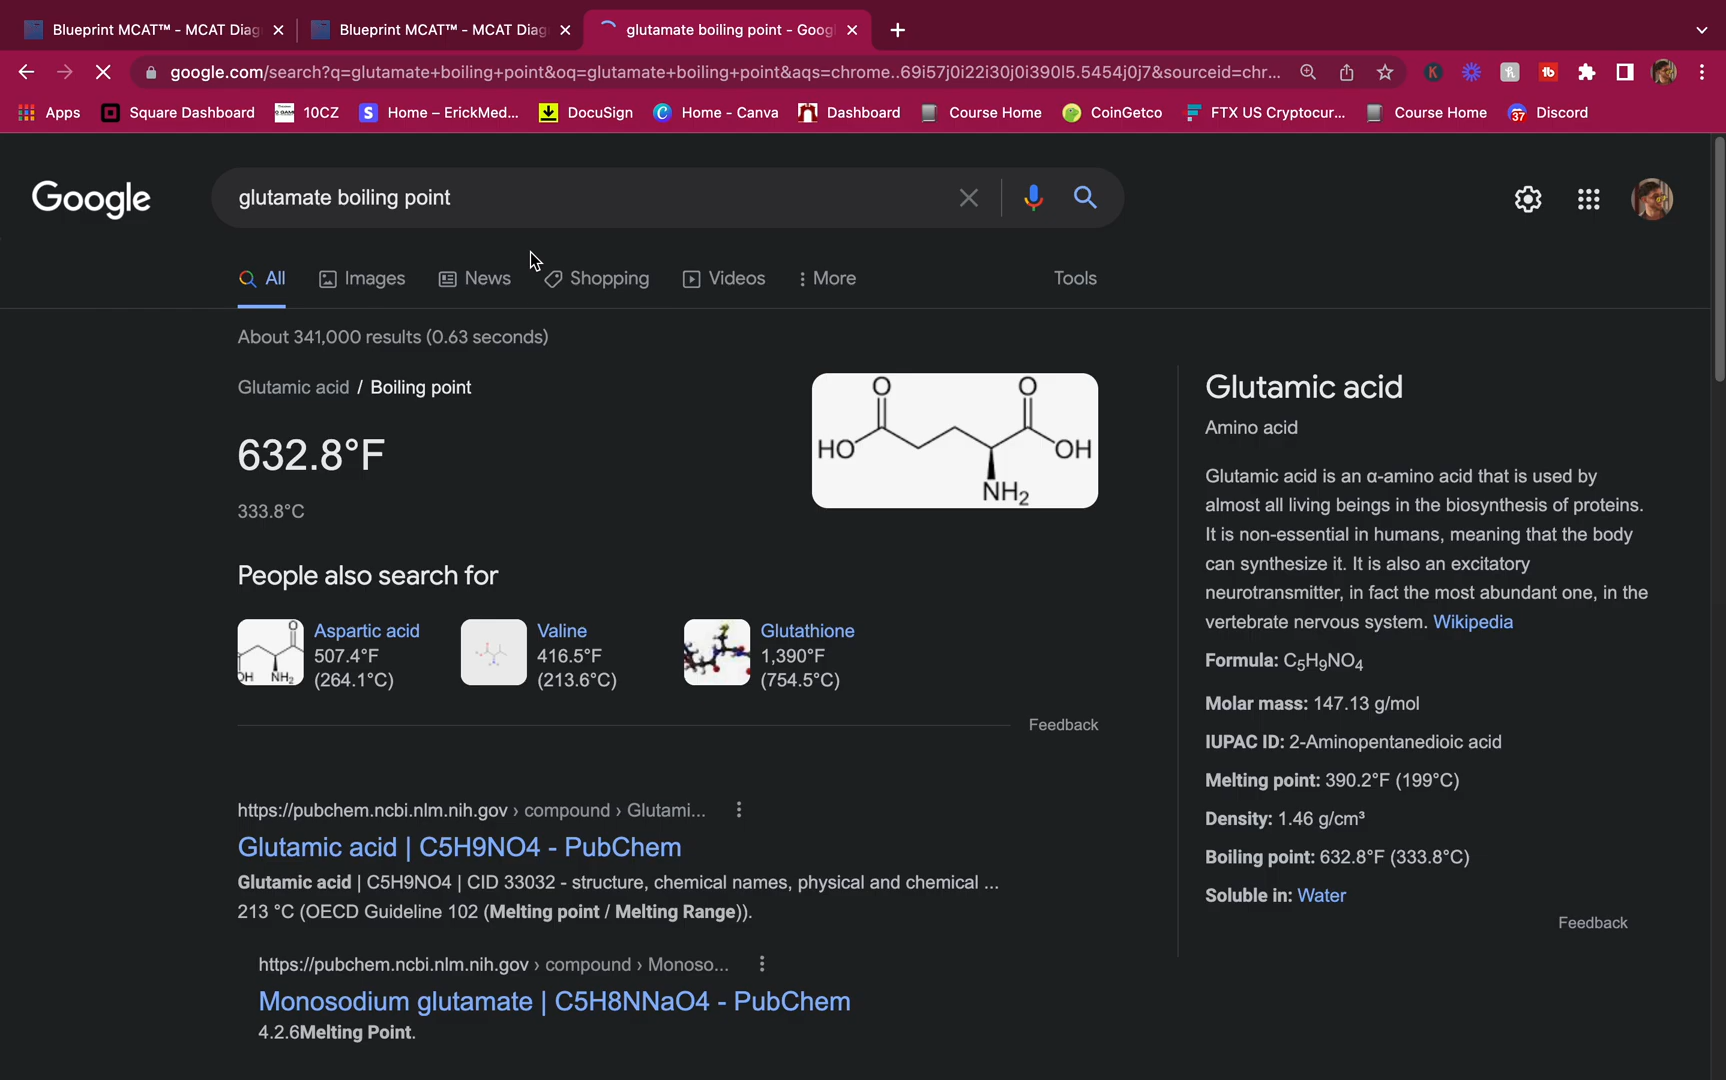 Blueprint MCAT™ - MCAT Diag
Blueprint MCAT™ - MCAT Diag
glutamate boiling point - Goog
google.com/search?q=glutamate+boiling+point&oq=glutamate+boiling+point&aqs=chrome..69i57j0i22i30j0i390l5.5454j0j7&sourceid=chr...
Apps
Square Dashboard
10CZ
Home – ErickMed...
DocuSign
Home - Canva
Dashboard
Course Home
CoinGetco
FTX US Cryptocur...
Course Home
37
Discord
Google
glutamate boiling point
All
Images
News
Shopping
Videos
More
Tools
About 341,000 results (0.63 seconds)
Glutamic acid / Boiling point
632.8°F
333.8°C
O O
HO OH
NH2
People also search for
Aspartic acid
507.4°F
(264.1°C)
Valine
416.5°F
(213.6°C)
Glutathione
1,390°F
(754.5°C)
Feedback
https://pubchem.ncbi.nlm.nih.gov › compound › Glutami...
Glutamic acid | C5H9NO4 - PubChem
Glutamic acid | C5H9NO4 | CID 33032 - structure, chemical names, physical and chemical ...
213 °C (OECD Guideline 102 (Melting point / Melting Range)).
https://pubchem.ncbi.nlm.nih.gov › compound › Monoso...
Monosodium glutamate | C5H8NNaO4 - PubChem
4.2.6Melting Point.
Glutamic acid
Amino acid
Glutamic acid is an α-amino acid that is used by
almost all living beings in the biosynthesis of proteins.
It is non-essential in humans, meaning that the body
can synthesize it. It is also an excitatory
neurotransmitter, in fact the most abundant one, in the
vertebrate nervous system. Wikipedia
Formula: C₅H₉NO₄
Molar mass: 147.13 g/mol
IUPAC ID: 2-Aminopentanedioic acid
Melting point: 390.2°F (199°C)
Density: 1.46 g/cm³
Boiling point: 632.8°F (333.8°C)
Soluble in: Water
Feedback